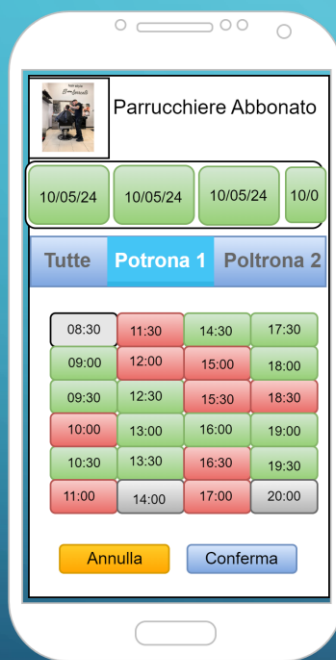 Parrucchiere Abbonato
10/05/24 10/05/24 10/05/24 10/0
Tutte Potrona 1 Poltrona 2
08:30 11:30 14:30 17:30
09:00 12:00 15:00 18:00
09:30 12:30 15:30 18:30
10:00 13:00 16:00 19:00
10:30 13:30 16:30 19:30
11:00 14:00 17:00 20:00
Annulla Conferma